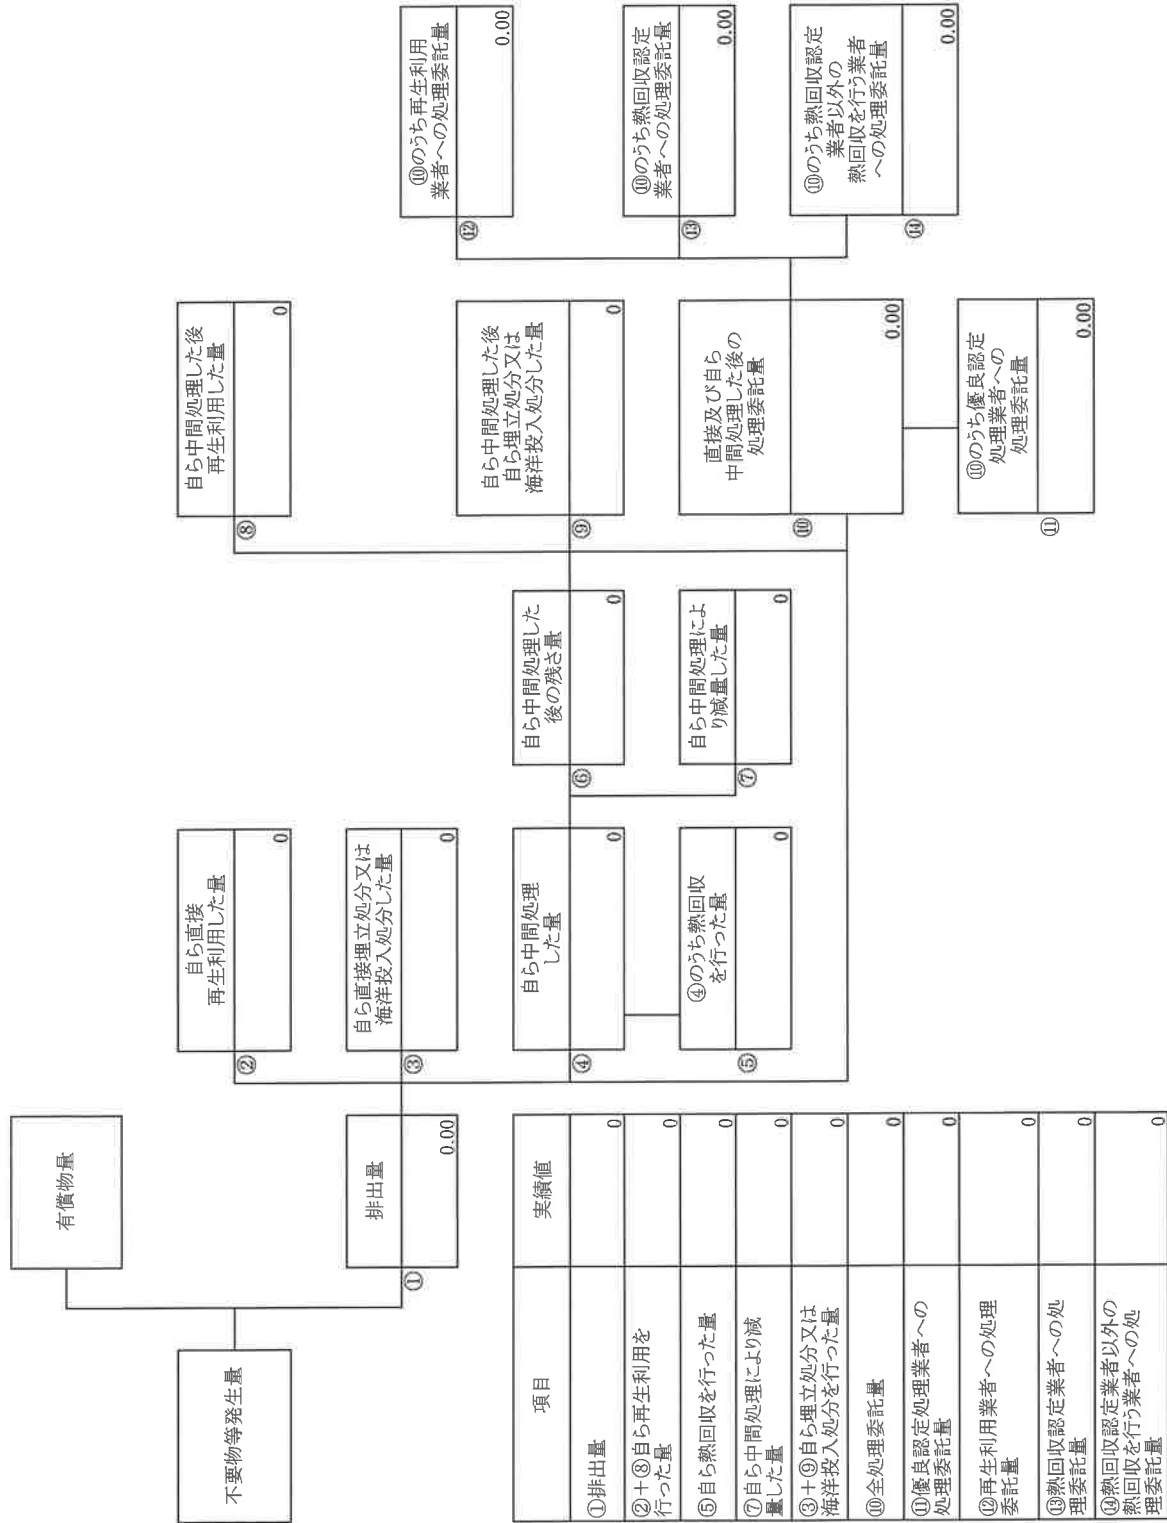 不要物等発生量
有償物量
排出量
①
0.00
自ら直接
再生利用した量
②
0
自ら直接埋立処分又は
海洋投入処分した量
③
0
自ら中間処理
した量
④
0
④のうち熱回収
を行った量
⑤
0
自ら中間処理した
後の残さ量
⑥
0
自ら中間処理によ
り減量した量
⑦
0
自ら中間処理した後
再生利用した量
⑧
0
自ら中間処理した後
自ら埋立処分又は
海洋投入処分した量
⑨
0
直接及び自ら
中間処理した後の
処理委託量
⑩
0.00
⑩のうち優良認定
処理業者への
処理委託量
⑪
0.00
⑩のうち再生利用
業者への処理委託量
⑫
0.00
⑩のうち熱回収認定
業者への処理委託量
⑬
0.00
⑩のうち熱回収認定
業者以外の
熱回収を行う業者
への処理委託量
⑭
0.00
項目 実績値
①排出量 0
②+⑧自ら再生利用を
行った量 0
⑤自ら熱回収を行った量 0
⑦自ら中間処理により減
量した量 0
③+⑨自ら埋立処分又は
海洋投入処分を行った量 0
⑩全処理委託量 0
⑪優良認定処理業者への
処理委託量 0
⑫再生利用業者への処理
委託量 0
⑬熱回収認定業者への処
理委託量 0
⑭熱回収認定業者以外の
熱回収を行う業者への処
理委託量 0